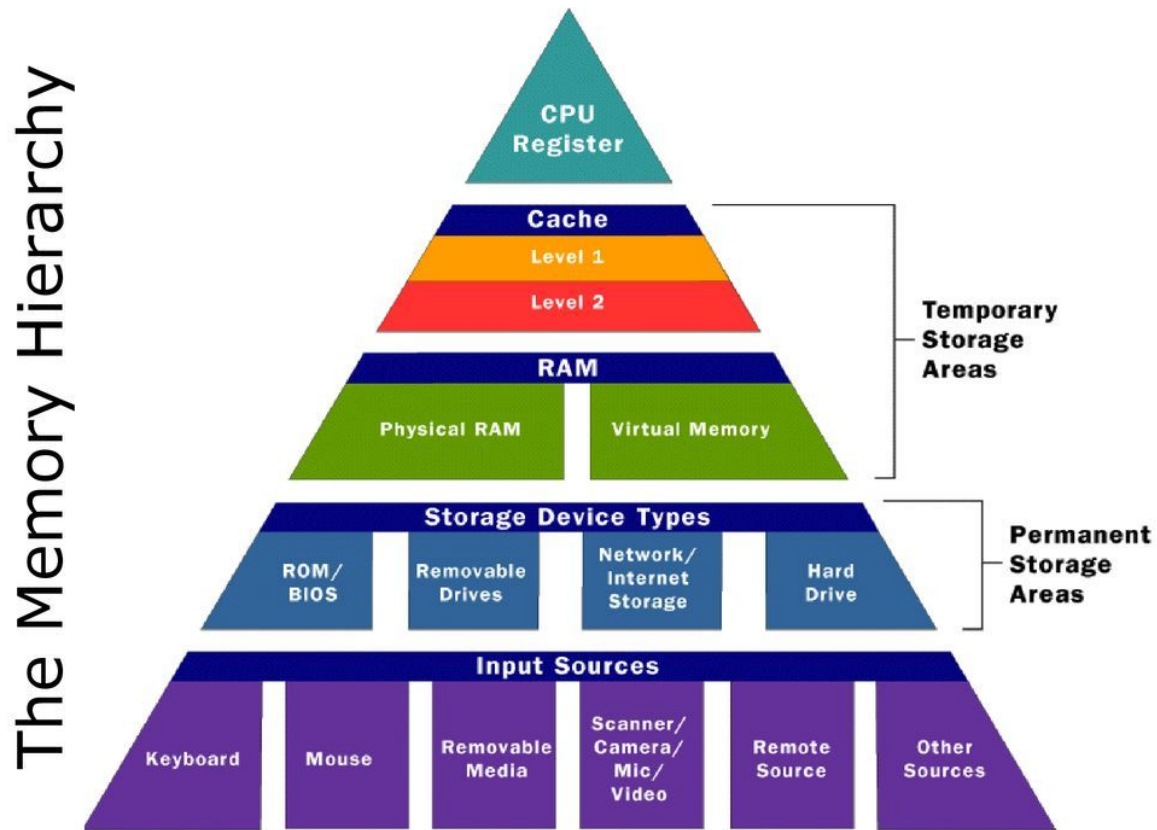 The Memory Hierarchy
CPU
Register
Cache
Level 1
Level 2
Temporary
Storage
Areas
RAM
Physical RAM
Virtual Memory
Storage Device Types
ROM/
BIOS
Removable
Drives
Network/
Internet
Storage
Hard
Drive
Permanent
Storage
Areas
Input Sources
Keyboard
Mouse
Removable
Media
Scanner/
Camera/
Mic/
Video
Remote
Source
Other
Sources